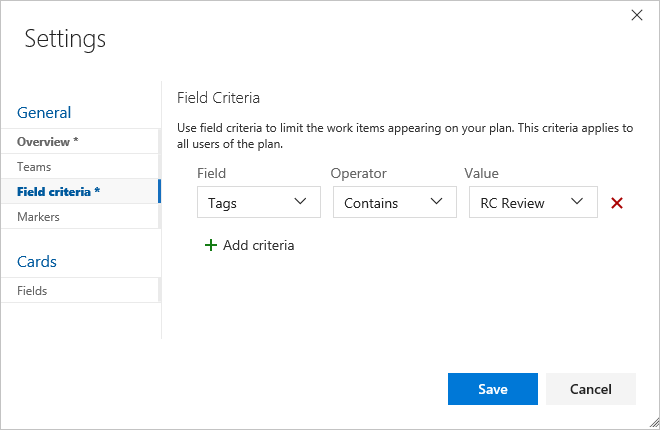 Settings
General
Overview *
Teams
Field criteria *
Markers
Cards
Fields
Field Criteria
Use field criteria to limit the work items appearing on your plan. This criteria applies to
all users of the plan.
Field Operator Value
Tags Contains RC Review
Add criteria
Save Cancel